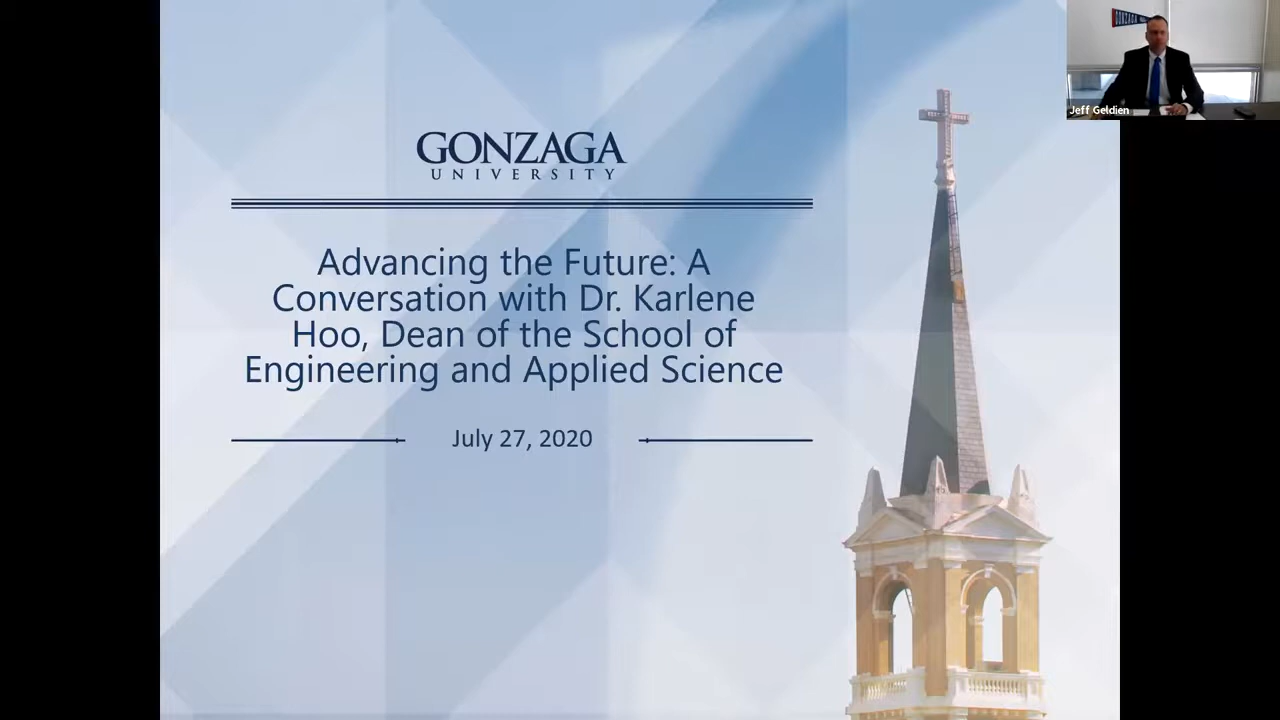 GONZAGA
UNIVERSITY
Advancing the Future: A
Conversation with Dr. Karlene
Hoo, Dean of the School of
Engineering and Applied Science
July 27, 2020
GONZAGA
Jeff Geldien